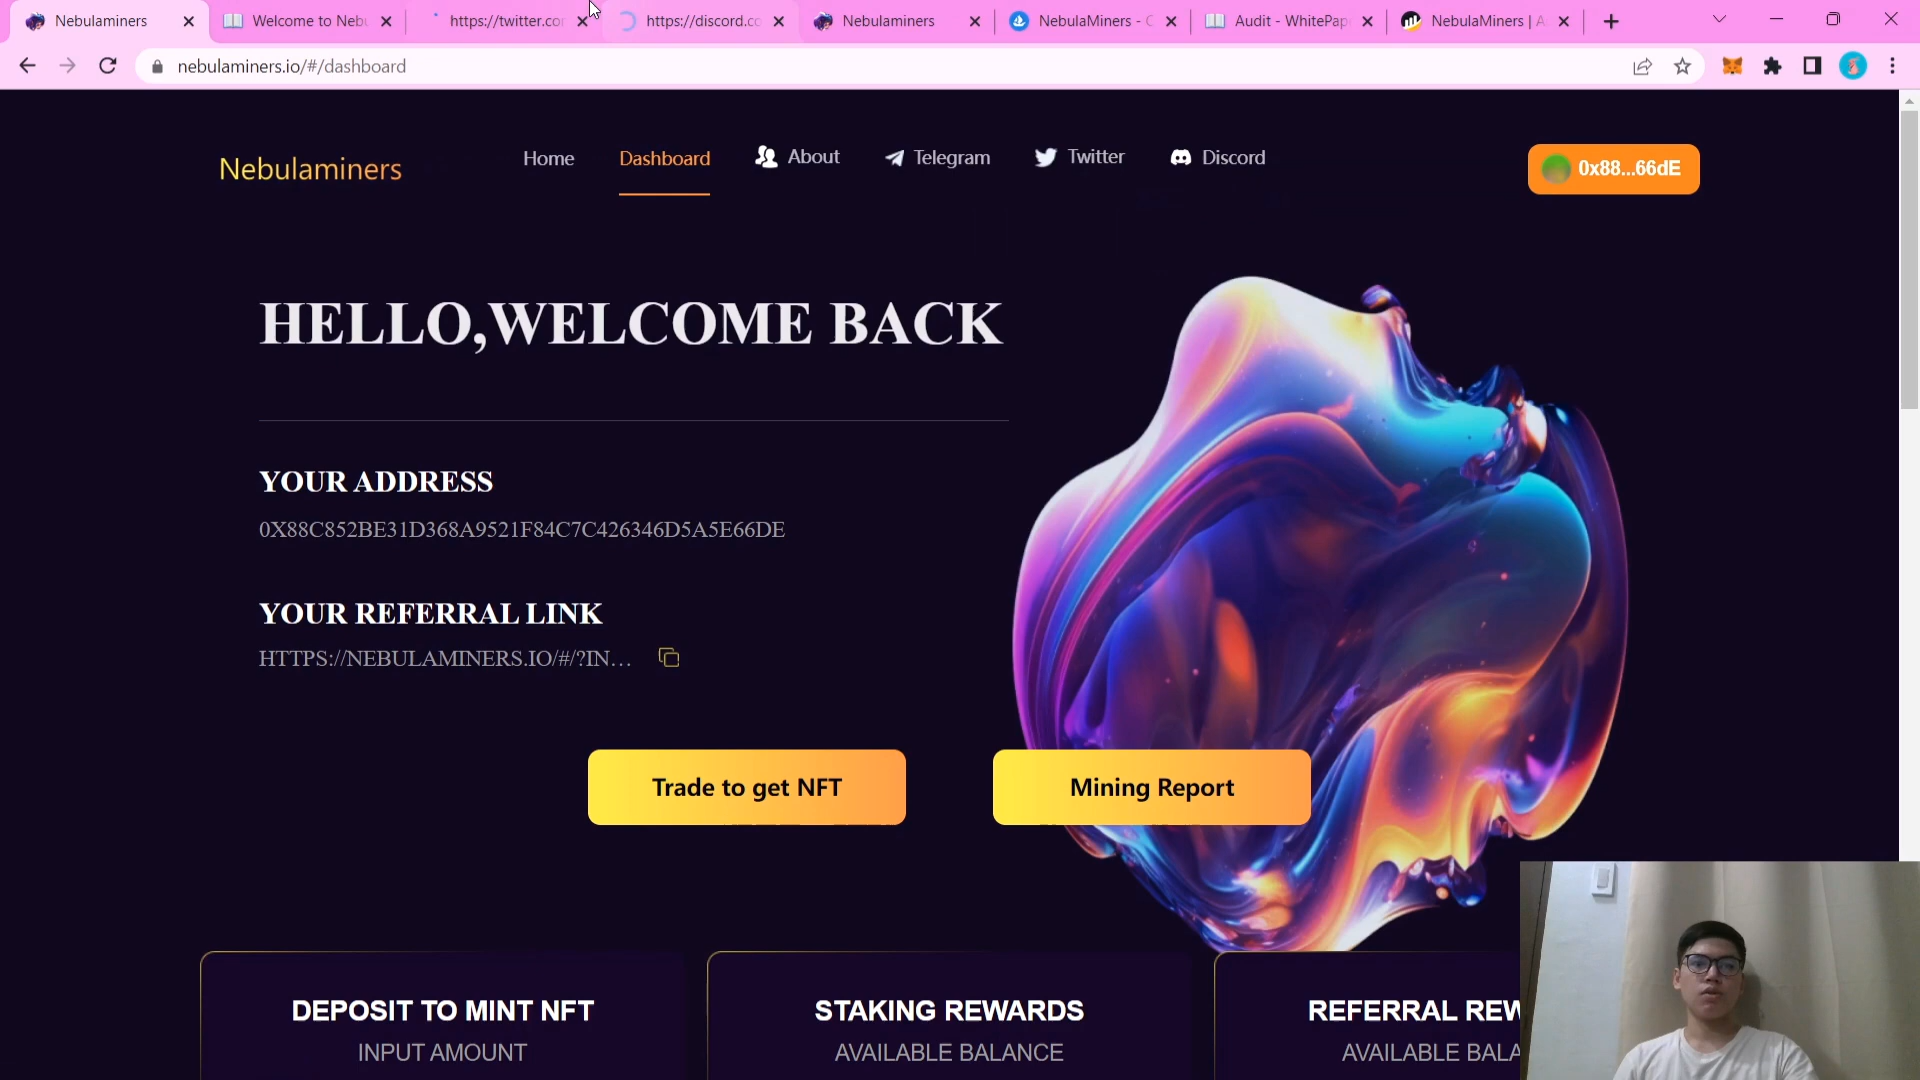 Nebulaminers
Welcome to Neb
https://twitter.co
https://discord.c
Nebulaminers
NebulaMiners -
Audit - WhitePap
NebulaMiners |
nebulaminers.io/#/dashboard
Nebulaminers
Home
Dashboard
About
Telegram
Twitter
Discord
0x88...66dE
HELLO,WELCOME BACK
YOUR ADDRESS
0X88C852BE31D368A9521F84C7C426346D5A5E66DE
YOUR REFERRAL LINK
HTTPS://NEBULAMINERS.IO/#/?IN...
Trade to get NFT
Mining Report
DEPOSIT TO MINT NFT
INPUT AMOUNT
STAKING REWARDS
AVAILABLE BALANCE
REFERRAL REW
AVAILABLE BALA